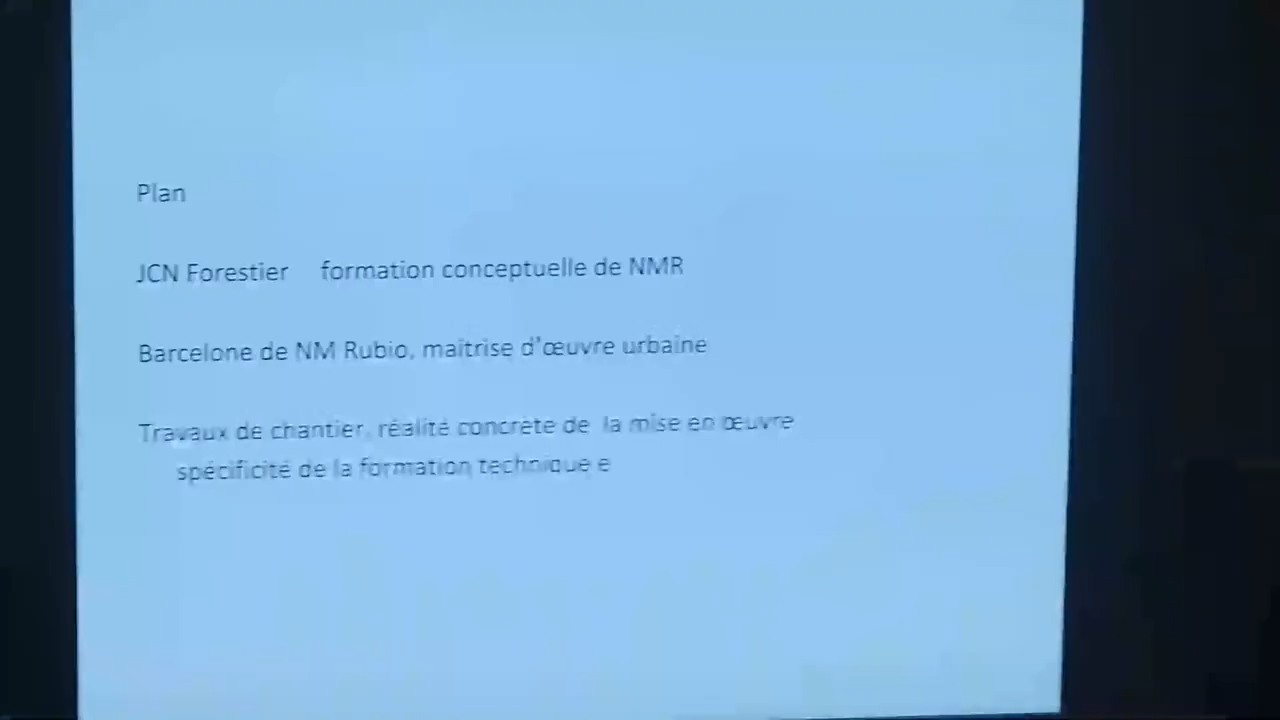 Plan
JCN Forestier formation conceptuelle de NMR
Barcelone de NM Rubio, maîtrise d'œuvre urbaine
Travaux de chantier, réalité concrète de la mise en œuvre
spécificité de la formation technique e